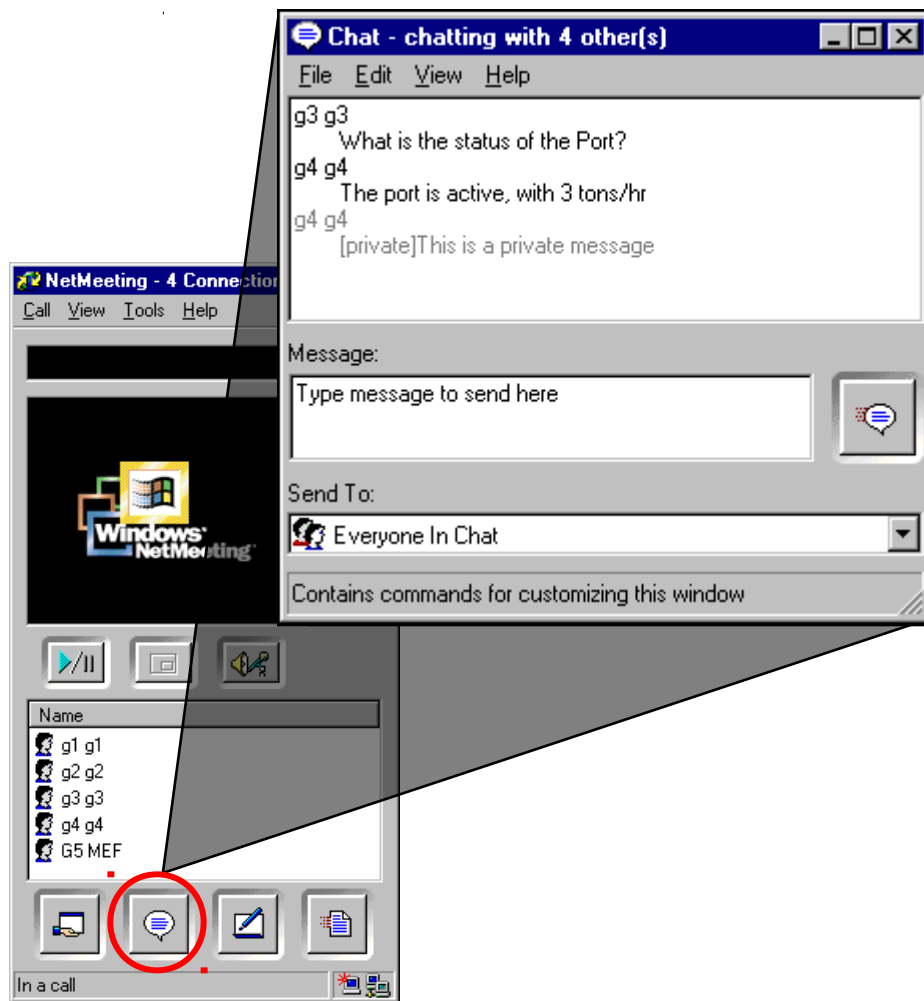 Chat - chatting with 4 other(s)
File Edit View Help
g3 g3
What is the status of the Port?
g4 g4
The port is active, with 3 tons/hr
g4 g4
[private]This is a private message
Message:
Type message to send here
Send To:
Everyone In Chat
Contains commands for customizing this window
NetMeeting - 4 Connection
Call View Tools Help
Windows
NetMeeting
Name
g1 g1
g2 g2
g3 g3
g4 g4
G5 MEF
In a call